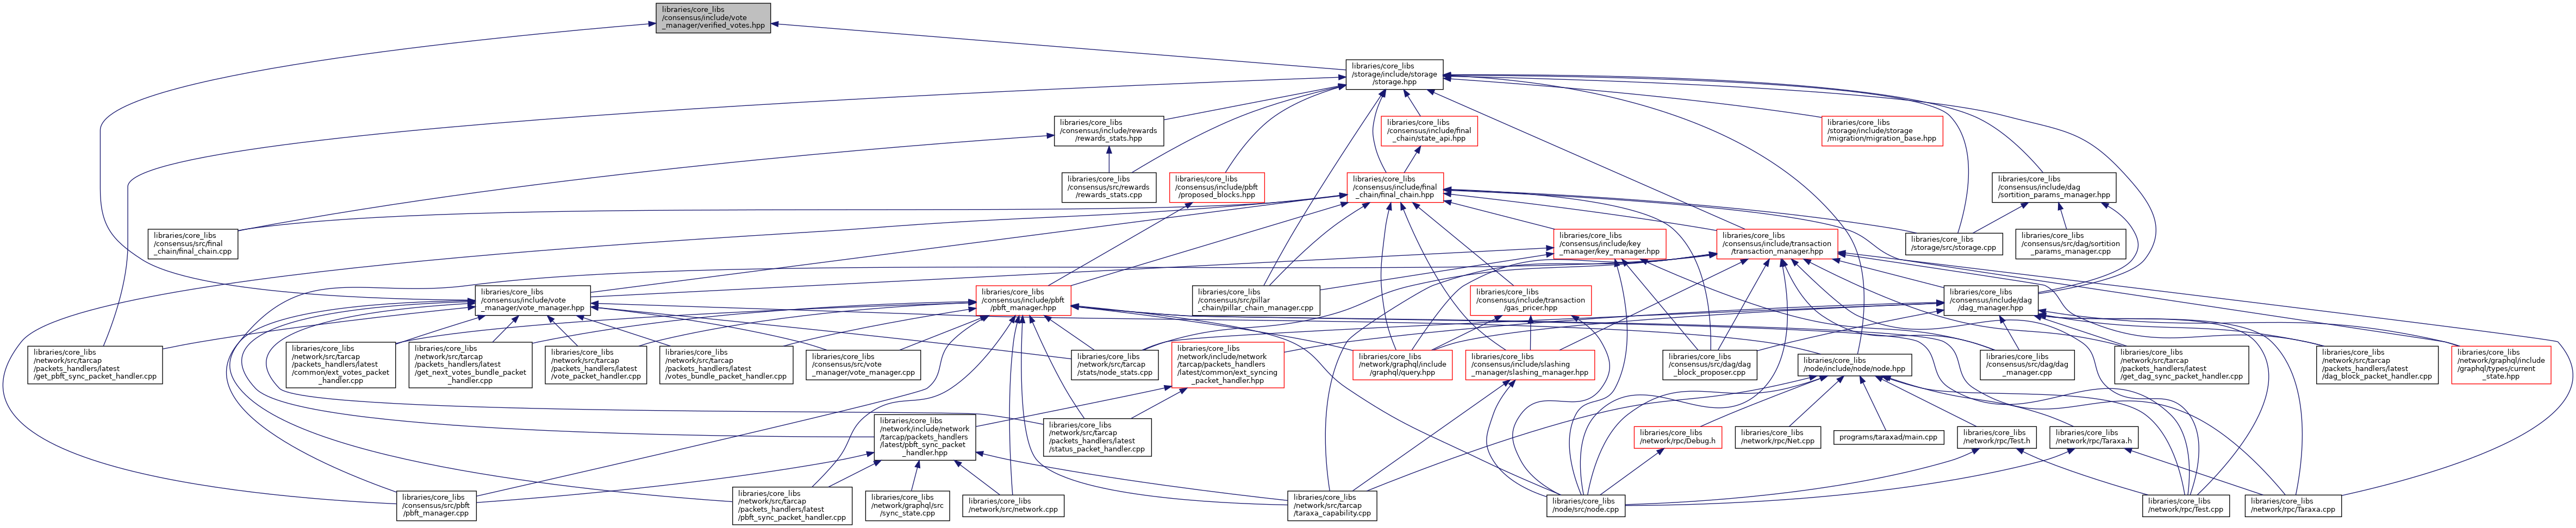 libraries/core_libs
/consensus/include/vote
_manager/verified_votes.hpp
libraries/core_libs
/storage/include/storage
/storage.hpp
libraries/core_libs
/consensus/include/rewards
/rewards_stats.hpp
libraries/core_libs
/consensus/include/final
_chain/state_api.hpp
libraries/core_libs
/storage/include/storage
/migration/migration_base.hpp
libraries/core_libs
/consensus/src/rewards
/rewards_stats.cpp
libraries/core_libs
/consensus/include/pbft
/proposed_blocks.hpp
libraries/core_libs
/consensus/include/final
_chain/final_chain.hpp
libraries/core_libs
/consensus/include/dag
/sortition_params_manager.hpp
libraries/core_libs
/consensus/src/final
_chain/final_chain.cpp
libraries/core_libs
/consensus/include/key
_manager/key_manager.hpp
libraries/core_libs
/consensus/include/transaction
/transaction_manager.hpp
libraries/core_libs
/storage/src/storage.cpp
libraries/core_libs
/consensus/src/dag/sortition
_params_manager.cpp
libraries/core_libs
/consensus/include/vote
_manager/vote_manager.hpp
libraries/core_libs
/consensus/include/pbft
/pbft_manager.hpp
libraries/core_libs
/consensus/src/pillar
_chain/pillar_chain_manager.cpp
libraries/core_libs
/consensus/include/transaction
/gas_pricer.hpp
libraries/core_libs
/consensus/include/dag
/dag_manager.hpp
libraries/core_libs
/network/src/tarcap
/packets_handlers/latest
/get_pbft_sync_packet_handler.cpp
libraries/core_libs
/network/src/tarcap
/packets_handlers/latest
/common/ext_votes_packet
_handler.cpp
libraries/core_libs
/network/src/tarcap
/packets_handlers/latest
/get_next_votes_bundle_packet
_handler.cpp
libraries/core_libs
/network/src/tarcap
/packets_handlers/latest
/vote_packet_handler.cpp
libraries/core_libs
/network/src/tarcap
/packets_handlers/latest
/votes_bundle_packet_handler.cpp
libraries/core_libs
/consensus/src/vote
_manager/vote_manager.cpp
libraries/core_libs
/network/src/tarcap
/stats/node_stats.cpp
libraries/core_libs
/network/include/network
/tarcap/packets_handlers
/latest/common/ext_syncing
_packet_handler.hpp
libraries/core_libs
/network/graphql/include
/graphql/query.hpp
libraries/core_libs
/consensus/include/slashing
_manager/slashing_manager.hpp
libraries/core_libs
/consensus/src/dag/dag
_block_proposer.cpp
libraries/core_libs
/node/include/node/node.hpp
libraries/core_libs
/consensus/src/dag/dag
_manager.cpp
libraries/core_libs
/network/src/tarcap
/packets_handlers/latest
/get_dag_sync_packet_handler.cpp
libraries/core_libs
/network/src/tarcap
/packets_handlers/latest
/dag_block_packet_handler.cpp
libraries/core_libs
/network/graphql/include
/graphql/types/current
_state.hpp
libraries/core_libs
/network/include/network
/tarcap/packets_handlers
/latest/pbft_sync_packet
_handler.hpp
libraries/core_libs
/network/src/tarcap
/packets_handlers/latest
/status_packet_handler.cpp
libraries/core_libs
/network/rpc/Debug.h
libraries/core_libs
/network/rpc/Net.cpp
programs/taraxad/main.cpp
libraries/core_libs
/network/rpc/Test.h
libraries/core_libs
/network/rpc/Taraxa.h
libraries/core_libs
/consensus/src/pbft
/pbft_manager.cpp
libraries/core_libs
/network/src/tarcap
/packets_handlers/latest
/pbft_sync_packet_handler.cpp
libraries/core_libs
/network/graphql/src
/sync_state.cpp
libraries/core_libs
/network/src/network.cpp
libraries/core_libs
/network/src/tarcap
/taraxa_capability.cpp
libraries/core_libs
/node/src/node.cpp
libraries/core_libs
/network/rpc/Test.cpp
libraries/core_libs
/network/rpc/Taraxa.cpp